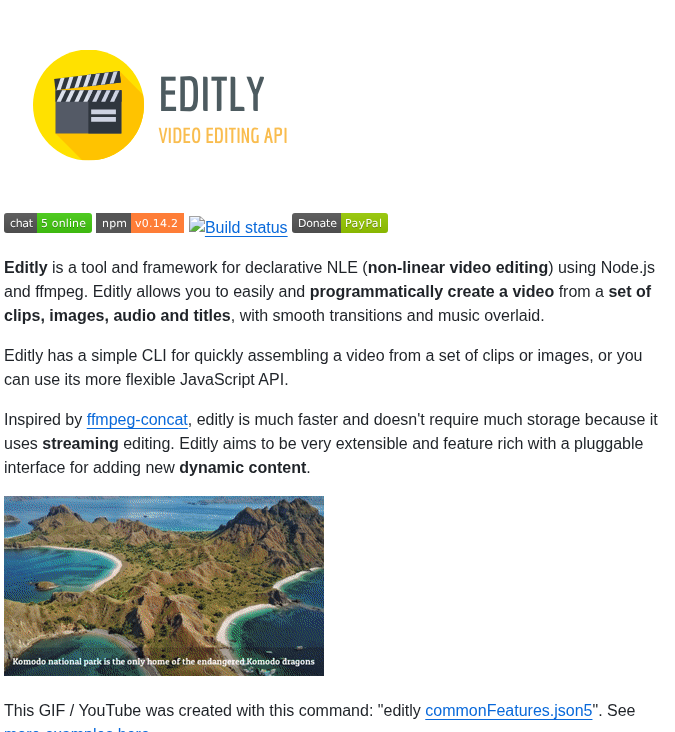 EDITLY
VIDEO EDITING API
chat 5 online npm v0.14.2 Build status Donate PayPal
Editly is a tool and framework for declarative NLE (non-linear video editing) using Node.js
and ffmpeg. Editly allows you to easily and programmatically create a video from a set of
clips, images, audio and titles, with smooth transitions and music overlaid.
Editly has a simple CLI for quickly assembling a video from a set of clips or images, or you
can use its more flexible JavaScript API.
Inspired by ffmpeg-concat, editly is much faster and doesn't require much storage because it
uses streaming editing. Editly aims to be very extensible and feature rich with a pluggable
interface for adding new dynamic content.
Komodo national park is the only home of the endangered Komodo dragons
This GIF / YouTube was created with this command: "editly commonFeatures.json5". See
more examples here